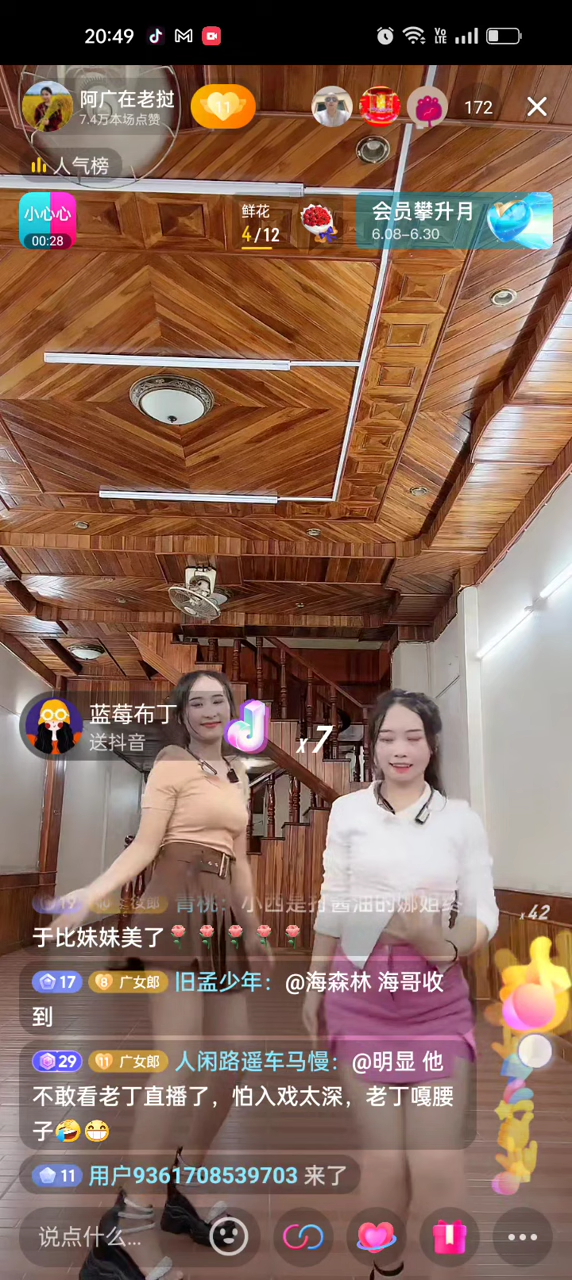 20:49
Vo
LTE
阿广在老挝
7.4万本场点赞
11
172
人气榜
小心心
00:28
鲜花
4/12
会员攀升月
6.08-6.30
蓝莓布丁
送抖音
x7
x42
19 10 女郎 青桃：小西是打酱油的娜姐终
于比妹妹美了🌹🌹🌹🌹🌹
17 8 广女郎 旧孟少年：@海森林 海哥收
到
29 11 广女郎 人闲路遥车马慢：@明显 他
不敢看老丁直播了，怕入戏太深，老丁嘎腰
子🤣😁
11 用户9361708539703 来了
说点什么...